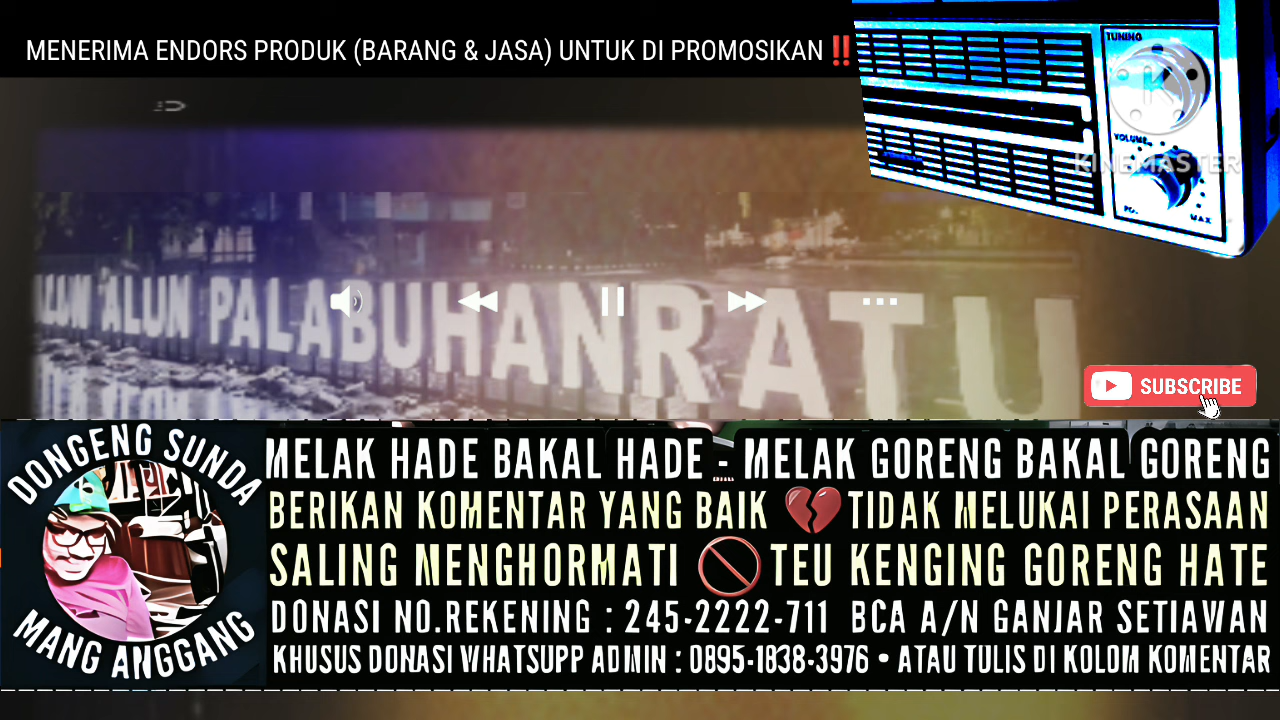 MENERIMA ENDORS PRODUK (BARANG & JASA) UNTUK DI PROMOSIKAN ‼️
TUNING
K
VOLUME
KINEMASTER
MAX
ALUN PALABUHANRATU
SUBSCRIBE
DONGENG SUNDA
MANG ANGGANG
MELAK HADE BAKAL HADE - MELAK GORENG BAKAL GORENG
BERIKAN KOMENTAR YANG BAIK 💔 TIDAK MELUKAI PERASAAN
SALING MENGHORMATI 🚫 TEU KENGING GORENG HATE
DONASI NO.REKENING : 245-2222-711 BCA A/N GANJAR SETIAWAN
KHUSUS DONASI WHATSUPP ADMIN : 0895-1838-3976 • ATAU TULIS DI KOLOM KOMENTAR